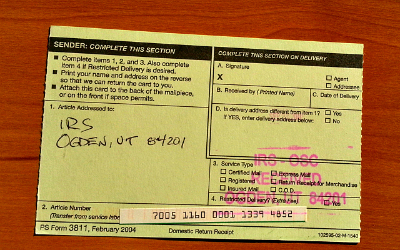 SENDER: COMPLETE THIS SECTION
■ Complete items 1, 2, and 3. Also complete
item 4 if Restricted Delivery is desired.
■ Print your name and address on the reverse
so that we can return the card to you.
■ Attach this card to the back of the mailpiece,
or on the front if space permits.
1. Article Addressed to:
IRS
OGDEN, UT 84201
2. Article Number
(Transfer from service label)
7005 1160 0001 1339 4852
PS Form 3811, February 2004
Domestic Return Receipt
102595-02-M-1540
COMPLETE THIS SECTION ON DELIVERY
A. Signature
X
□ Agent
□ Addressee
B. Received by (Printed Name)
C. Date of Delivery
D. Is delivery address different from item 1? □ Yes
If YES, enter delivery address below: □ No
IRS - OSC
RECEIVED
OGDEN, UT 84201
3. Service Type
□ Certified Mail □ Express Mail
□ Registered □ Return Receipt for Merchandise
□ Insured Mail □ C.O.D.
4. Restricted Delivery? (Extra Fee) □ Yes